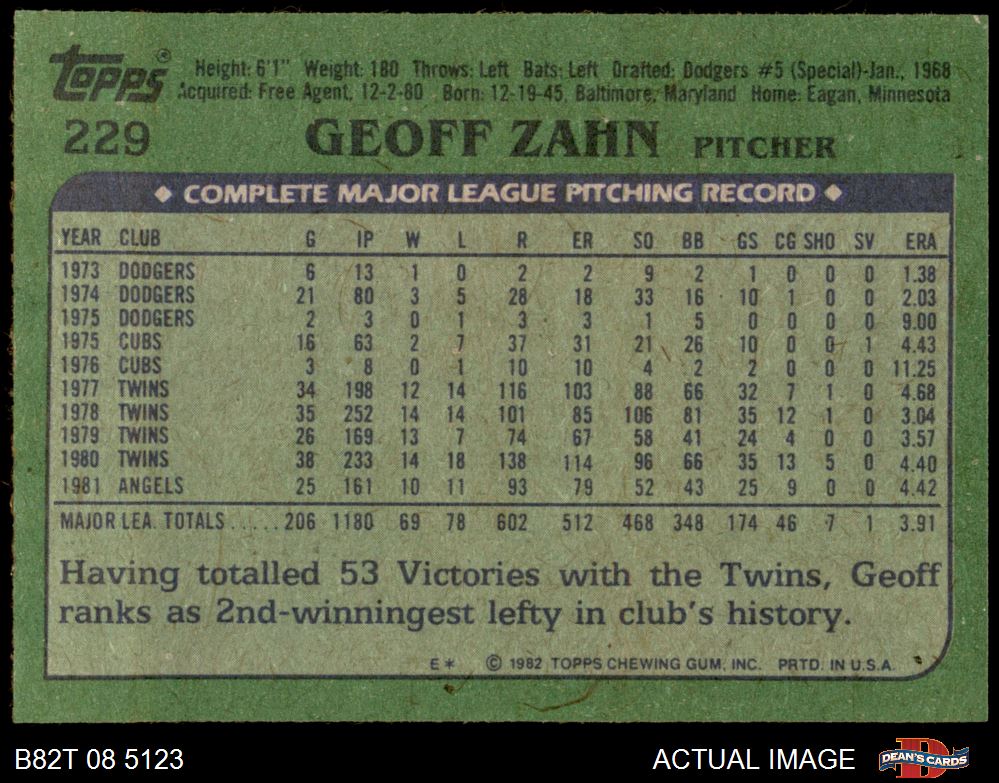 Topps® Height: 6'1" Weight: 180 Throws: Left Bats: Left Drafted: Dodgers #5 (Special)-Jan., 1968
Acquired: Free Agent, 12-2-80 Born: 12-19-45, Baltimore, Maryland Home: Eagan, Minnesota
229 GEOFF ZAHN PITCHER
◆ COMPLETE MAJOR LEAGUE PITCHING RECORD ◆
YEAR CLUB G IP W L R ER SO BB GS CG SHO SV ERA
1973 DODGERS 6 13 1 0 2 2 9 2 1 0 0 0 1.38
1974 DODGERS 21 80 3 5 28 18 33 16 10 1 0 0 2.03
1975 DODGERS 2 3 0 1 3 3 1 5 0 0 0 0 9.00
1975 CUBS 16 63 2 7 37 31 21 26 10 0 0 1 4.43
1976 CUBS 3 8 0 1 10 10 4 2 2 0 0 0 11.25
1977 TWINS 34 198 12 14 116 103 88 66 32 7 1 0 4.68
1978 TWINS 35 252 14 14 101 85 106 81 35 12 1 0 3.04
1979 TWINS 26 169 13 7 74 67 58 41 24 4 0 0 3.57
1980 TWINS 38 233 14 18 138 114 96 66 35 13 5 0 4.40
1981 ANGELS 25 161 10 11 93 79 52 43 25 9 0 0 4.42
MAJOR LEA. TOTALS ..... 206 1180 69 78 602 512 468 348 174 46 7 1 3.91
Having totalled 53 Victories with the Twins, Geoff
ranks as 2nd-winningest lefty in club's history.
E* © 1982 TOPPS CHEWING GUM, INC. PRTD. IN U.S.A.
B82T 08 5123 ACTUAL IMAGE DEAN'S CARDS